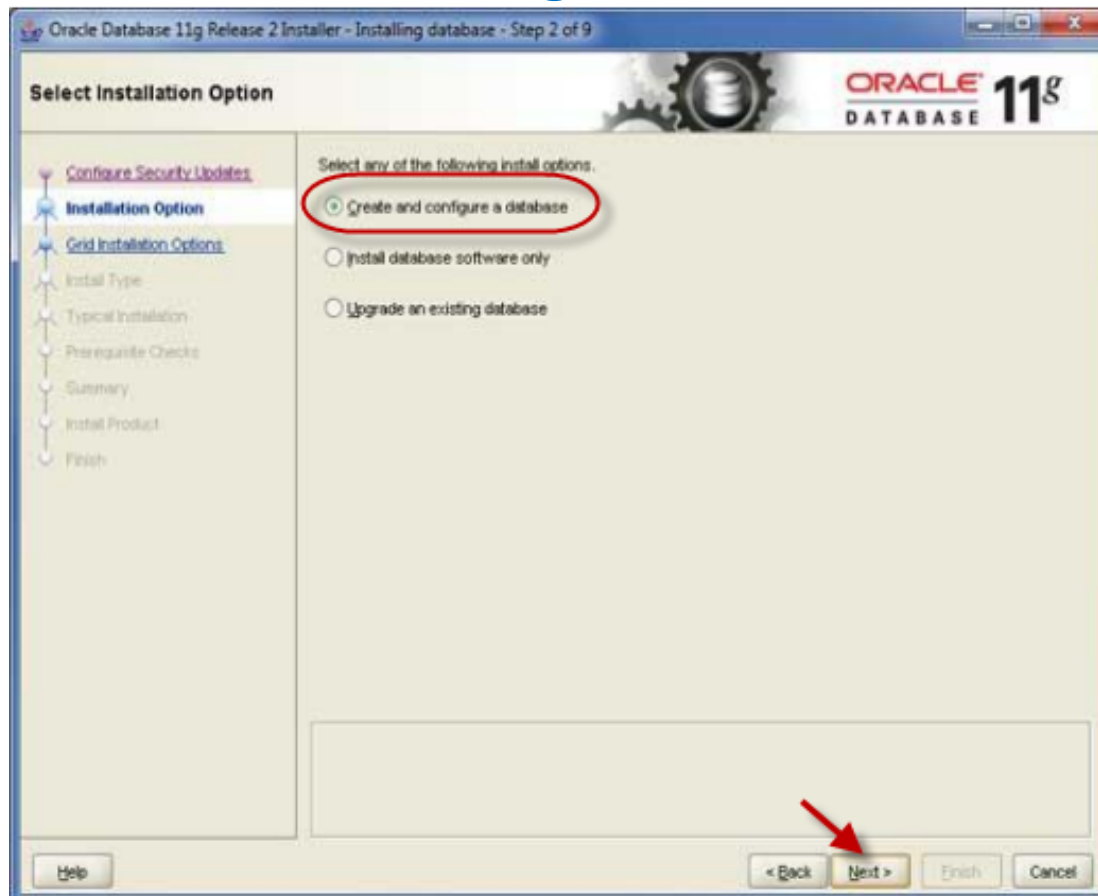 Oracle Database 11g Release 2 Installer - Installing database - Step 2 of 9
Select Installation Option
ORACLE 11g
DATABASE
Configure Security Updates
Installation Option
Grid Installation Options
Install Type
Typical Installation
Prerequisite Checks
Summary
Install Product
Finish
Select any of the following install options.
Create and configure a database
Install database software only
Upgrade an existing database
Help
< Back
Next >
Finish
Cancel